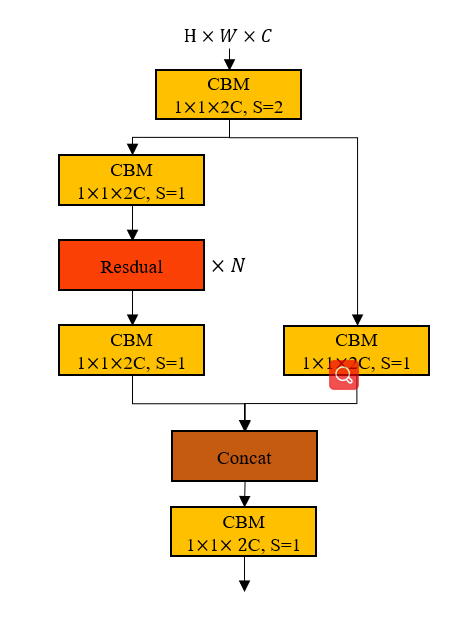 H × W × C
CBM
1×1×2C, S=2
CBM
1×1×2C, S=1
Resdual
× N
CBM
1×1×2C, S=1
CBM
1×1×2C, S=1
Concat
CBM
1×1× 2C, S=1